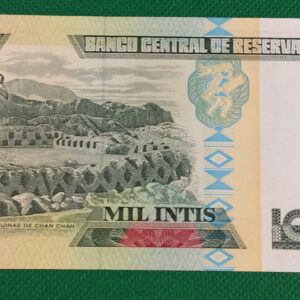 BANCO CENTRAL DE RESERVA
RUINAS DE CHAN CHAN
MIL INTIS